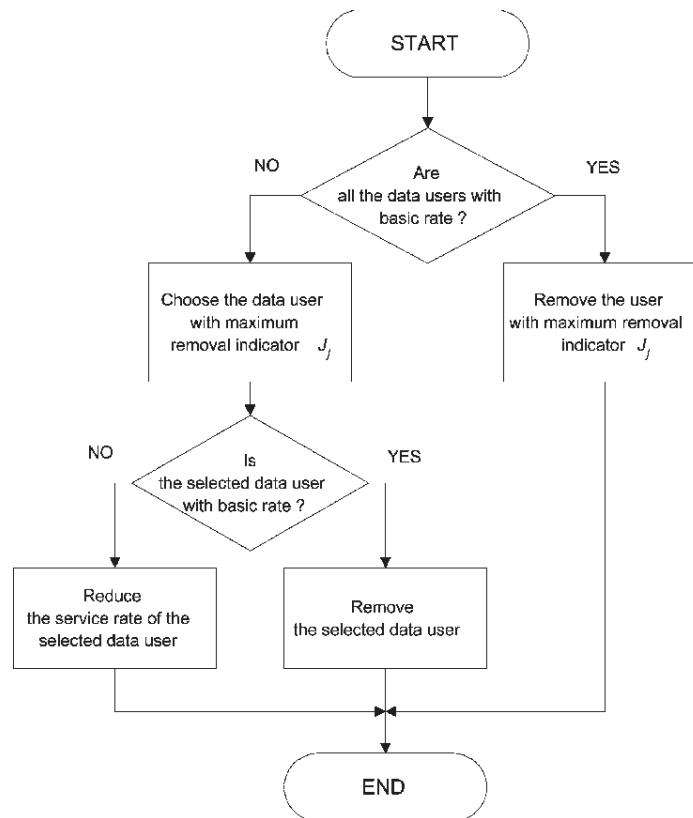 START
NO
YES
Are
all the data users with
basic rate ?
Choose the data user
with maximum
removal indicator J_j
Remove the user
with maximum removal
indicator J_j
NO
YES
Is
the selected data user
with basic rate ?
Reduce
the service rate of the
selected data user
Remove
the selected data user
END